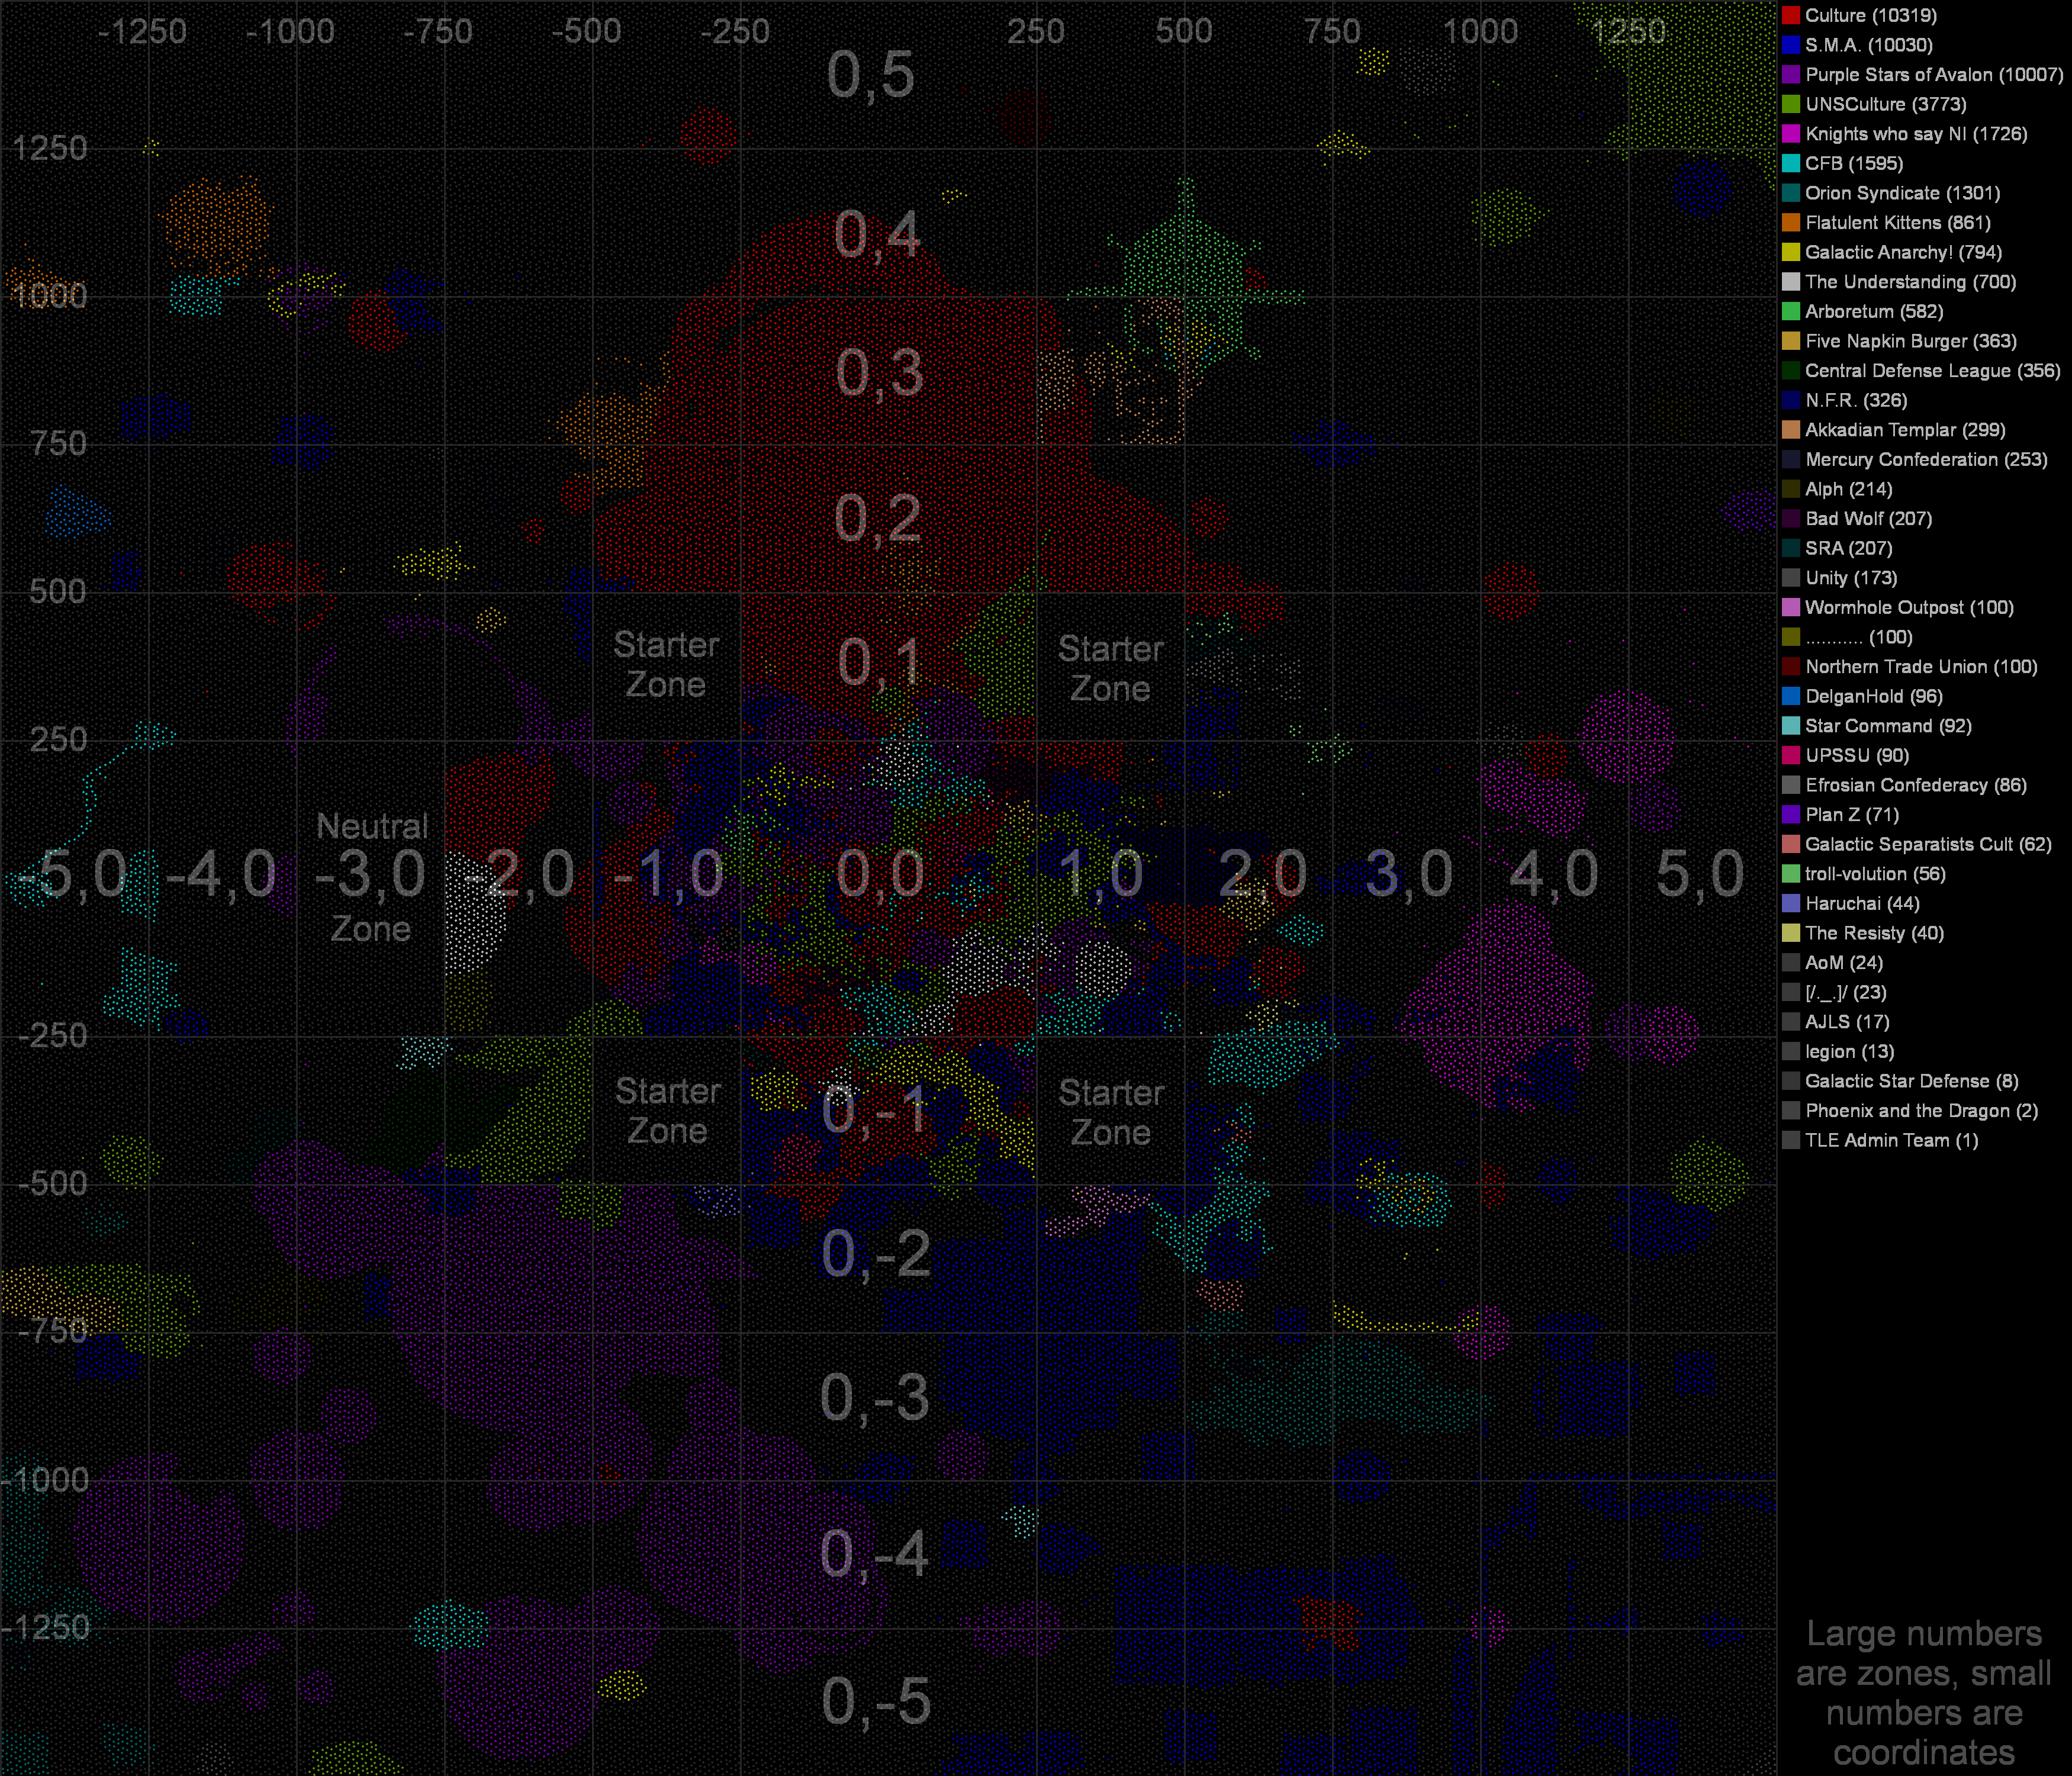 -1250 -1000 -750 -500 -250 250 500 750 1000 1250
0,5
1250
0,4
1000
0,3
750
0,2
500
Starter
Zone
0,1
Starter
Zone
250
Neutral
Zone
-5,0 -4,0 -3,0 -2,0 -1,0 0,0 1,0 2,0 3,0 4,0 5,0
-250
Starter
Zone
0,-1
Starter
Zone
-500
0,-2
-750
0,-3
-1000
0,-4
-1250
0,-5
Culture (10319)
S.M.A. (10030)
Purple Stars of Avalon (10007)
UNSCulture (3773)
Knights who say NI (1726)
CFB (1595)
Orion Syndicate (1301)
Flatulent Kittens (861)
Galactic Anarchy! (794)
The Understanding (700)
Arboretum (582)
Five Napkin Burger (363)
Central Defense League (356)
N.F.R. (326)
Akkadian Templar (299)
Mercury Confederation (253)
Alph (214)
Bad Wolf (207)
SRA (207)
Unity (173)
Wormhole Outpost (100)
........... (100)
Northern Trade Union (100)
DelganHold (96)
Star Command (92)
UPSSU (90)
Efrosian Confederacy (86)
Plan Z (71)
Galactic Separatists Cult (62)
troll-volution (56)
Haruchai (44)
The Resisty (40)
AoM (24)
[/._.]/ (23)
AJLS (17)
legion (13)
Galactic Star Defense (8)
Phoenix and the Dragon (2)
TLE Admin Team (1)
Large numbers
are zones, small
numbers are
coordinates